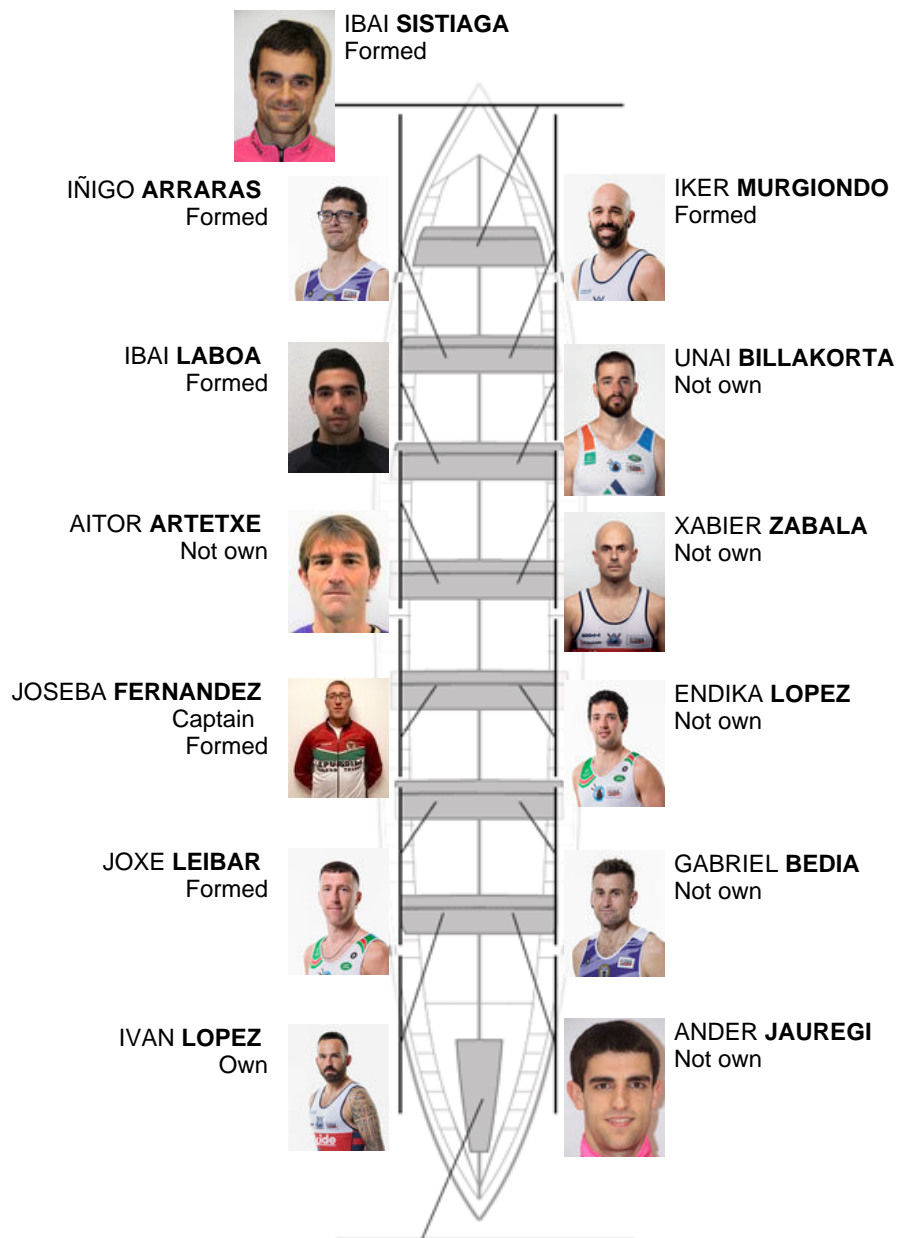 IBAI SISTIAGA
Formed
IÑIGO ARRARAS
Formed
IKER MURGIONDO
Formed
IBAI LABOA
Formed
UNAI BILLAKORTA
Not own
AITOR ARTETXE
Not own
XABIER ZABALA
Not own
JOSEBA FERNANDEZ
Captain
Formed
ENDIKA LOPEZ
Not own
JOXE LEIBAR
Formed
GABRIEL BEDIA
Not own
IVAN LOPEZ
Own
ANDER JAUREGI
Not own